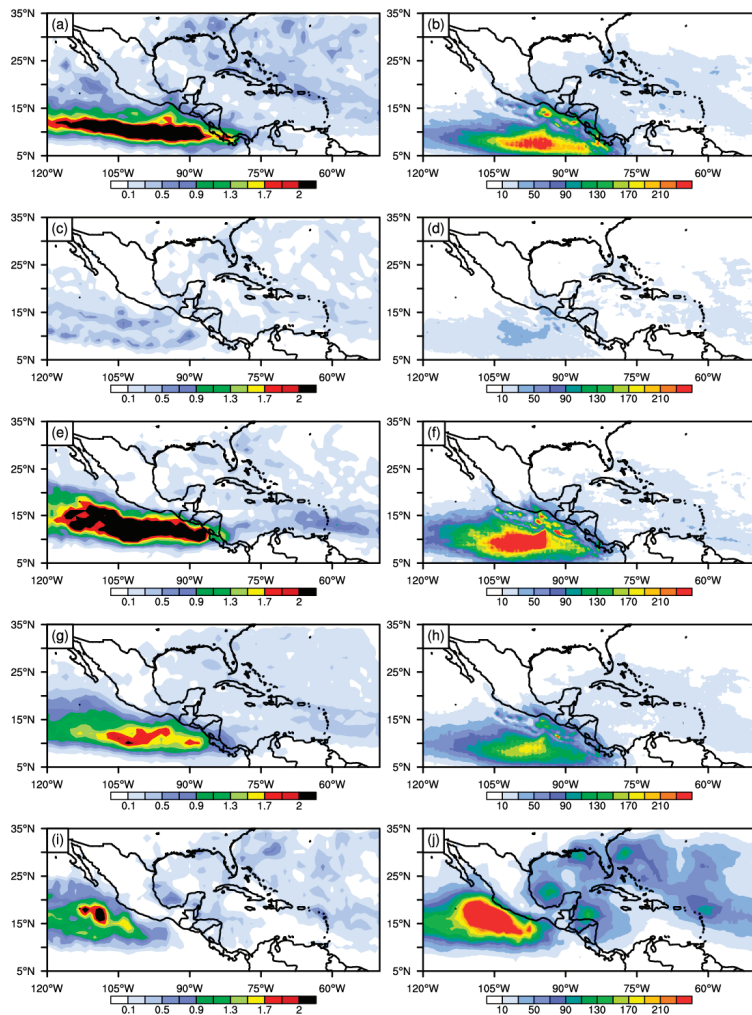 35°N (a) (b)
25°N
15°N
5°N
120°W 105°W 90°W 75°W 60°W 120°W 105°W 90°W 75°W 60°W
0.1 0.5 0.9 1.3 1.7 2 10 50 90 130 170 210
35°N (c) 35°N (d)
25°N 25°N
15°N 15°N
5°N 5°N
120°W 105°W 90°W 75°W 60°W 120°W 105°W 90°W 75°W 60°W
0.1 0.5 0.9 1.3 1.7 2 10 50 90 130 170 210
35°N (e) 35°N (f)
25°N 25°N
15°N 15°N
5°N 5°N
120°W 105°W 90°W 75°W 60°W 120°W 105°W 90°W 75°W 60°W
0.1 0.5 0.9 1.3 1.7 2 10 50 90 130 170 210
35°N (g) 35°N (h)
25°N 25°N
15°N 15°N
5°N 5°N
120°W 105°W 90°W 75°W 60°W 120°W 105°W 90°W 75°W 60°W
0.1 0.5 0.9 1.3 1.7 2 10 50 90 130 170 210
35°N (i) 35°N (j)
25°N 25°N
15°N 15°N
5°N 5°N
120°W 105°W 90°W 75°W 60°W 120°W 105°W 90°W 75°W 60°W
0.1 0.5 0.9 1.3 1.7 2 10 50 90 130 170 210